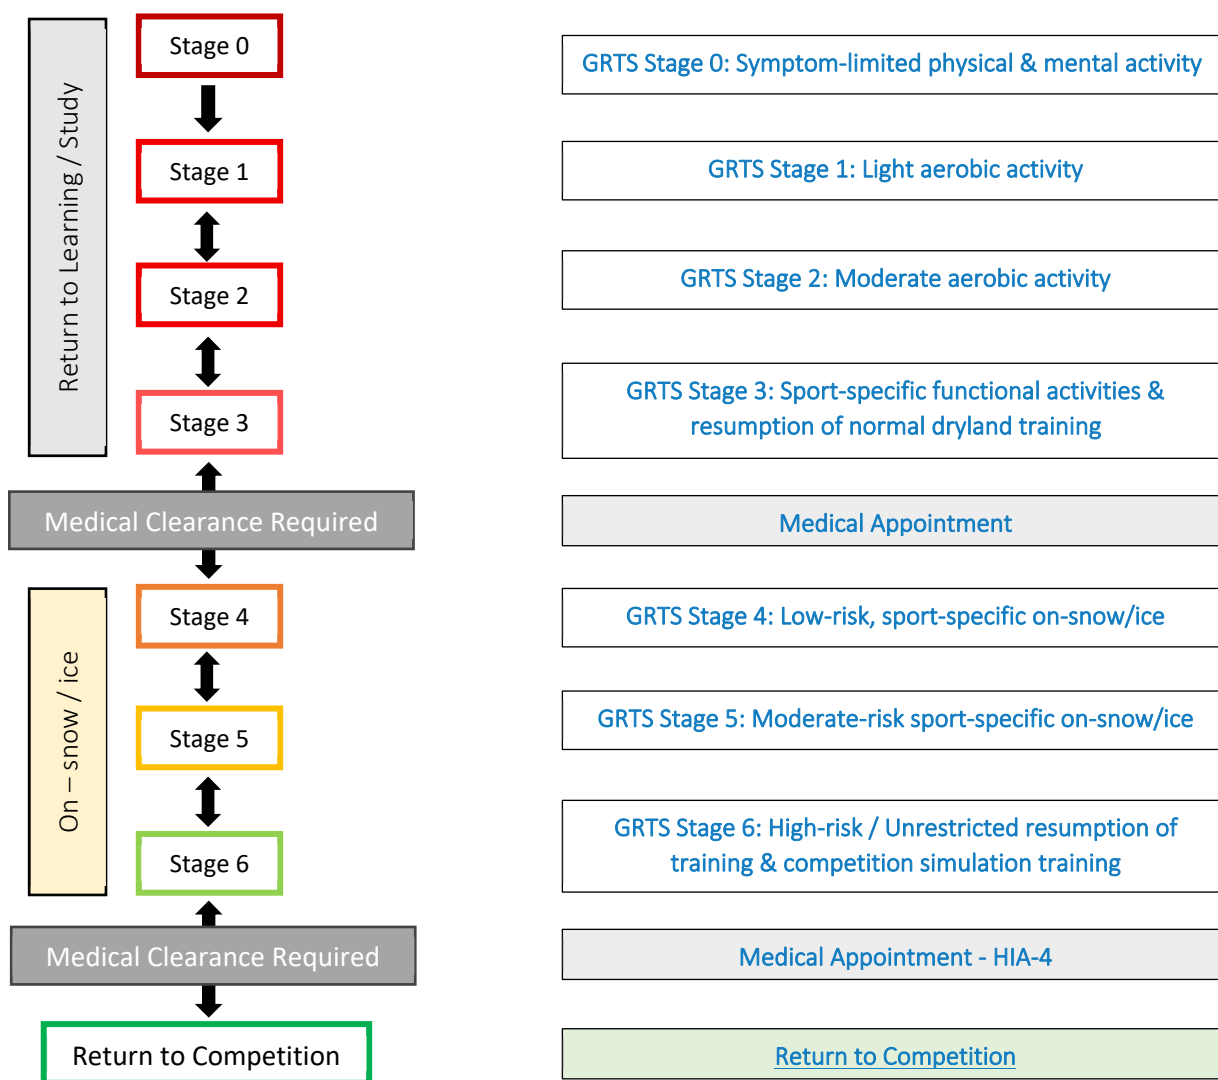 Return to Learning / Study
Stage 0
GRTS Stage 0: Symptom-limited physical & mental activity
Stage 1
GRTS Stage 1: Light aerobic activity
Stage 2
GRTS Stage 2: Moderate aerobic activity
Stage 3
GRTS Stage 3: Sport-specific functional activities &
resumption of normal dryland training
Medical Clearance Required
Medical Appointment
On – snow / ice
Stage 4
GRTS Stage 4: Low-risk, sport-specific on-snow/ice
Stage 5
GRTS Stage 5: Moderate-risk sport-specific on-snow/ice
Stage 6
GRTS Stage 6: High-risk / Unrestricted resumption of
training & competition simulation training
Medical Clearance Required
Medical Appointment - HIA-4
Return to Competition
Return to Competition